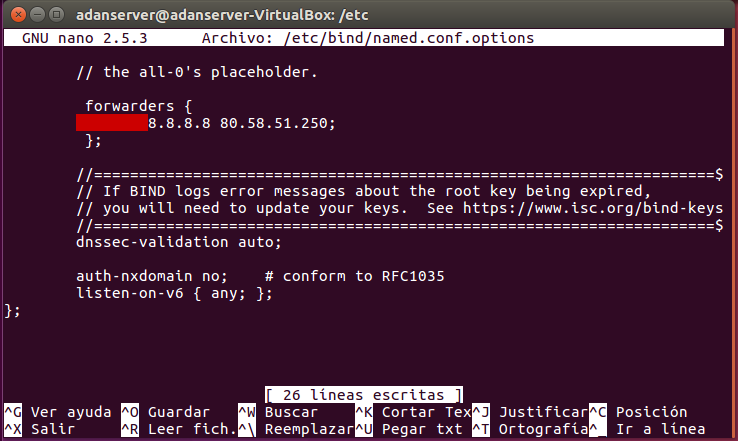 adanserver@adanserver-VirtualBox: /etc
GNU nano 2.5.3 Archivo: /etc/bind/named.conf.options
// the all-0's placeholder.
forwarders {
8.8.8.8 80.58.51.250;
};
//=====================================================================$
// If BIND logs error messages about the root key being expired,
// you will need to update your keys. See https://www.isc.org/bind-keys
//=====================================================================$
dnssec-validation auto;
auth-nxdomain no; # conform to RFC1035
listen-on-v6 { any; };
};
[ 26 líneas escritas ]
^G Ver ayuda ^O Guardar ^W Buscar ^K Cortar Tex^J Justificar^C Posición
^X Salir ^R Leer fich.^\ Reemplazar^U Pegar txt ^T Ortografía^_ Ir a línea